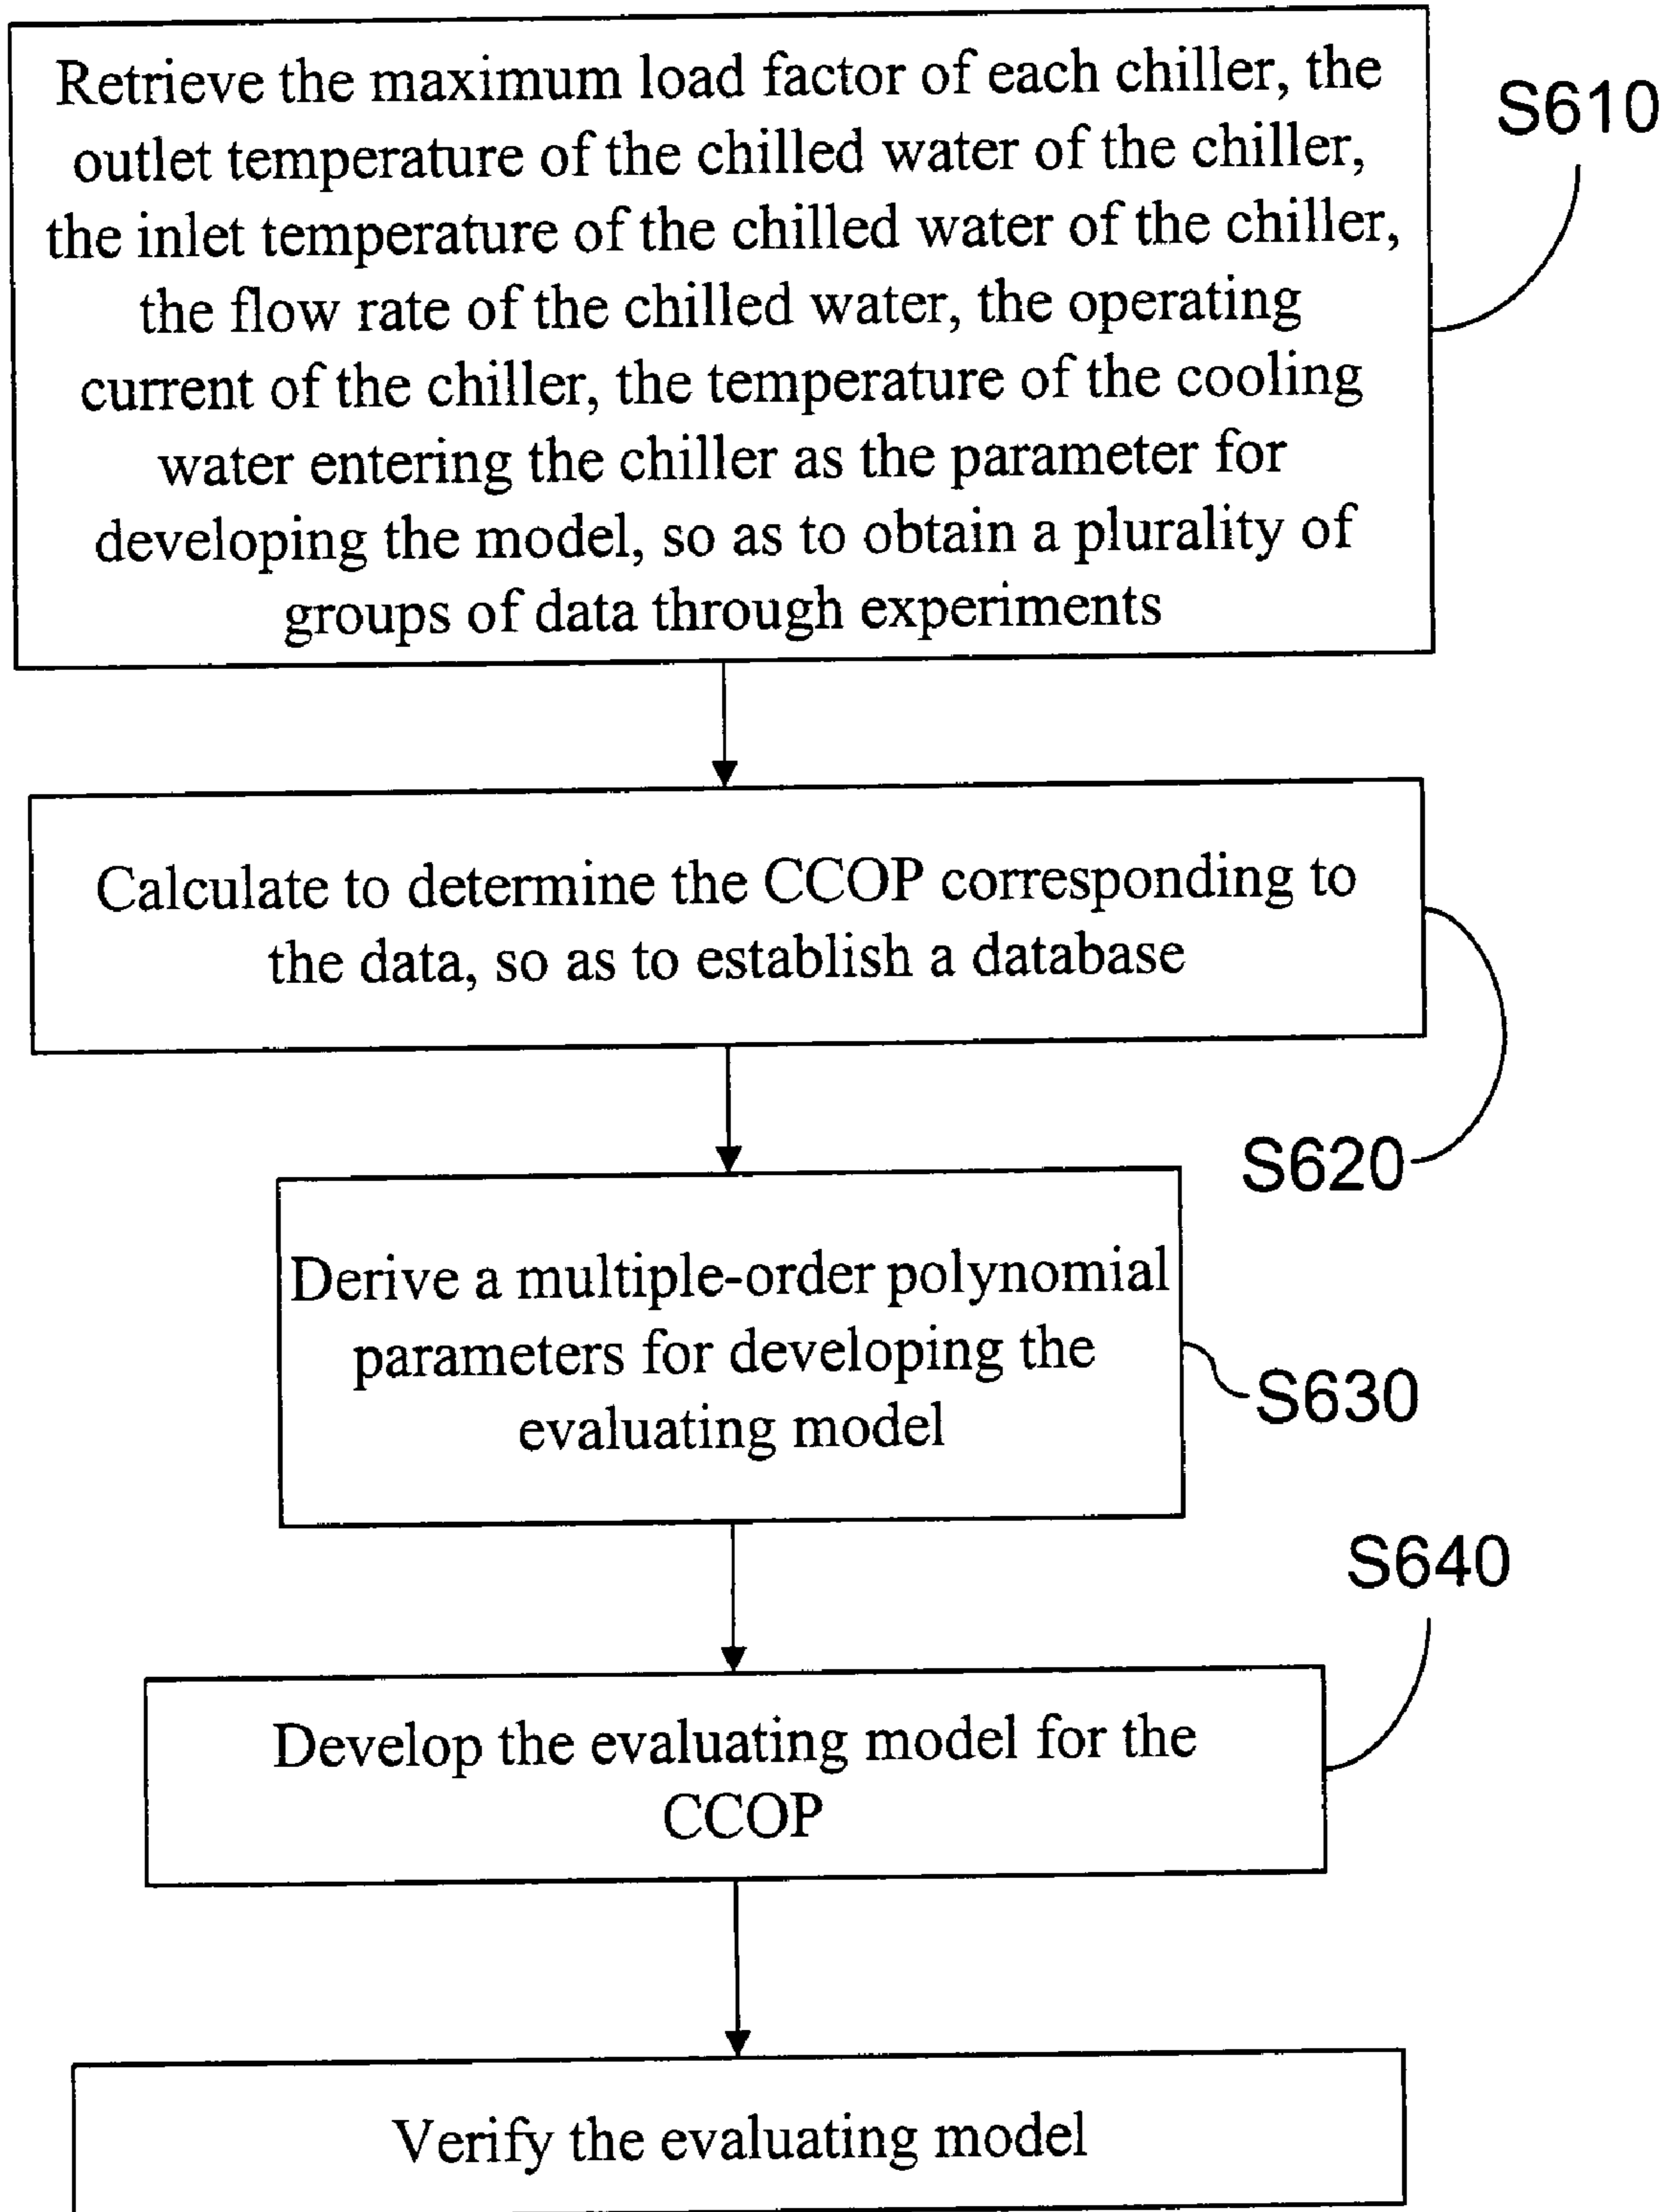 Retrieve the maximum load factor of each chiller, the
outlet temperature of the chilled water of the chiller,
the inlet temperature of the chilled water of the chiller,
the flow rate of the chilled water, the operating
current of the chiller, the temperature of the cooling
water entering the chiller as the parameter for
developing the model, so as to obtain a plurality of
groups of data through experiments
S610
Calculate to determine the CCOP corresponding to
the data, so as to establish a database
S620
Derive a multiple-order polynomial
parameters for developing the
evaluating model
S630
S640
Develop the evaluating model for the
CCOP
Verify the evaluating model